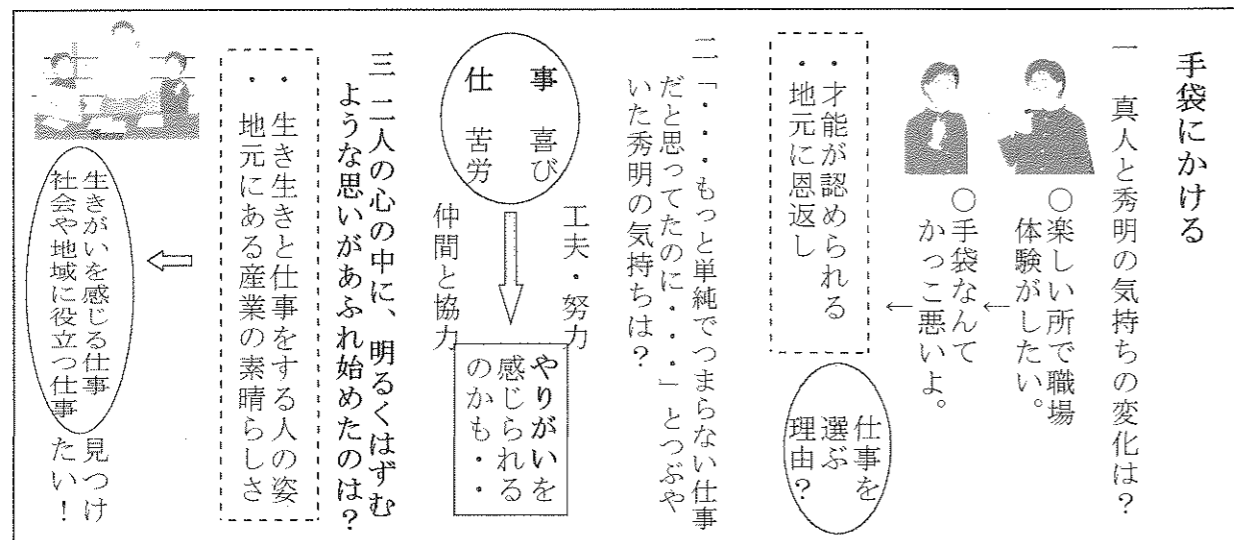 手袋にかける
一 真人と秀明の気持ちの変化は?
○楽しい所で職場
体験がしたい。
←
○手袋なんて
かっこ悪いよ。
←
・才能が認められる
・地元に恩返し
仕事を
選ぶ
理由?
二「・・・もっと単純でつまらない仕事
だと思ってたのに・・・」とつぶや
いた秀明の気持ちは?
事 喜び
仕 苦労
工夫・努力
仲間と協力
やりがいを
感じられる
のかも・・
三 二人の心の中に、明るくはずむ
ような思いがあふれ始めたのは?
・生き生きと仕事をする人の姿
・地元にある産業の素晴らしさ
生きがいを感じる仕事
社会や地域に役立つ仕事
見つけ
たい!